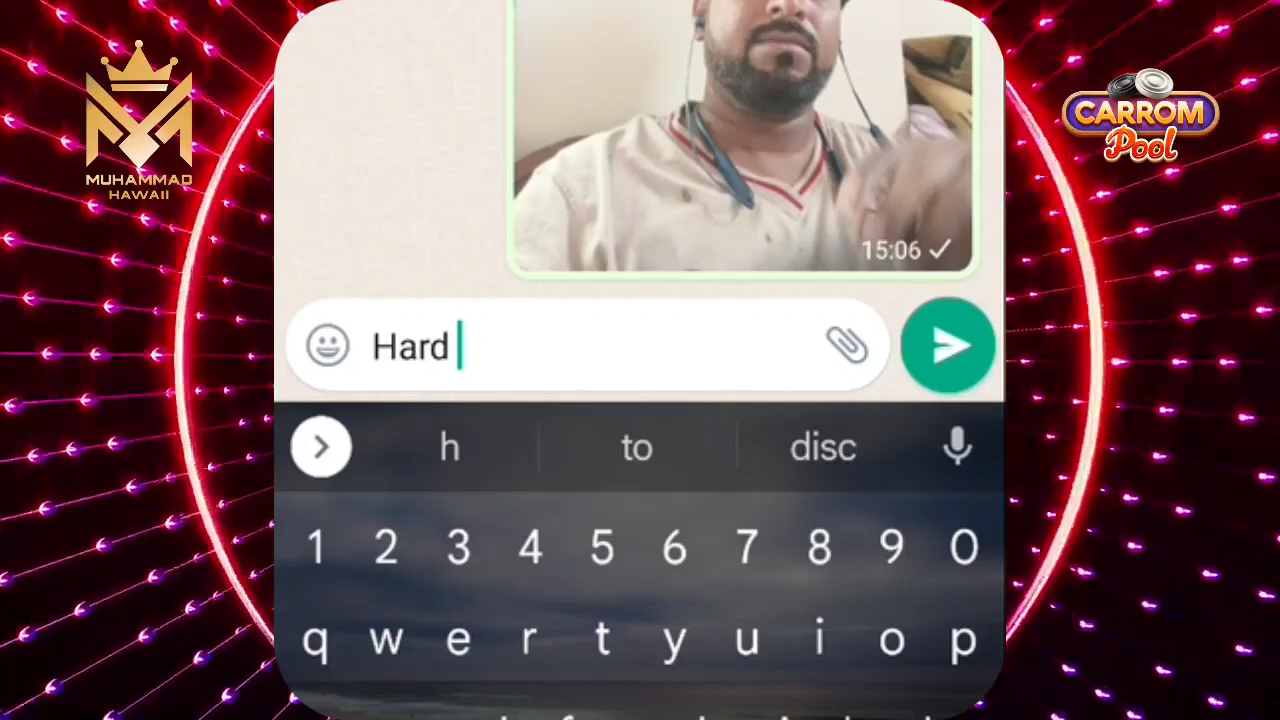 MUHAMMAD
HAWAII
CARROM
Pool
15:06
Hard
h to disc
1 2 3 4 5 6 7 8 9 0
q w e r t y u i o p